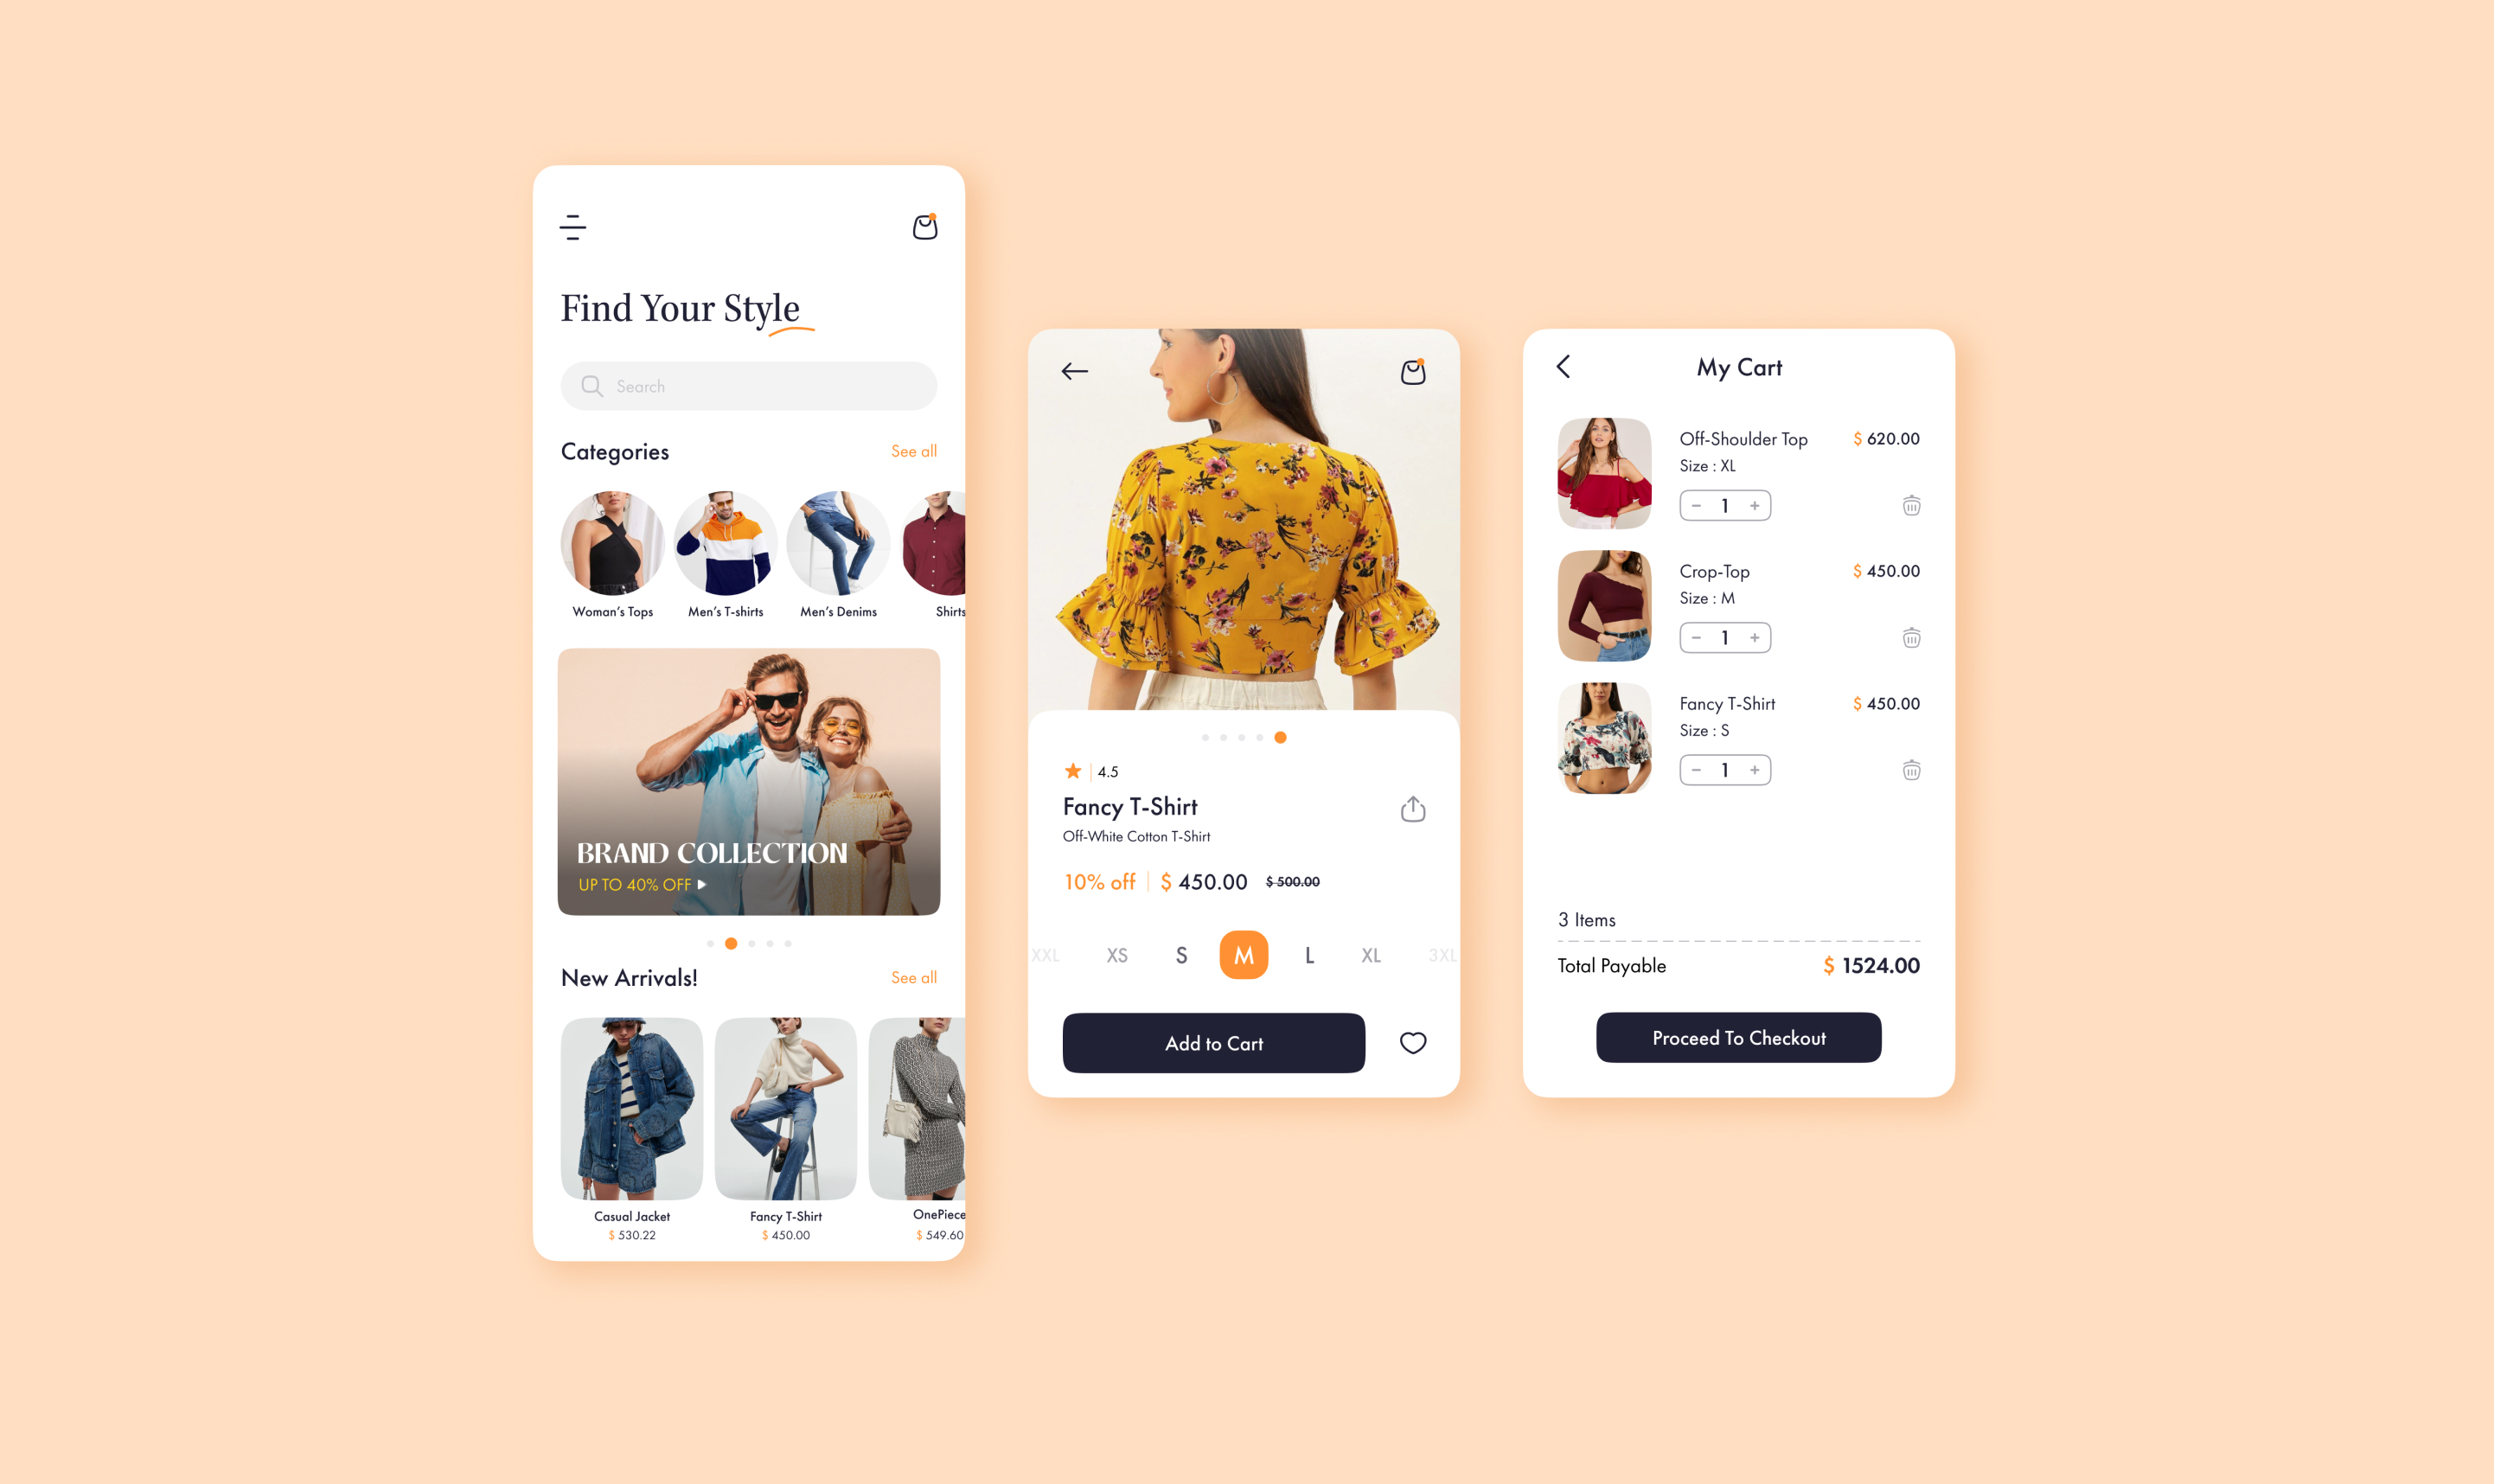 Find Your Style
Search
Categories
See all
Woman’s Tops
Men’s T-shirts
Men’s Denims
Shirts
BRAND COLLECTION
UP TO 40% OFF
New Arrivals!
See all
Casual Jacket
$ 530.22
Fancy T-Shirt
$ 450.00
OnePiece
$ 549.60
4.5
Fancy T-Shirt
Off-White Cotton T-Shirt
10% off
$ 450.00
$ 500.00
XXL
XS
S
M
L
XL
3XL
Add to Cart
My Cart
Off-Shoulder Top
$ 620.00
Size : XL
1
Crop-Top
$ 450.00
Size : M
1
Fancy T-Shirt
$ 450.00
Size : S
1
3 Items
Total Payable
$ 1524.00
Proceed To Checkout